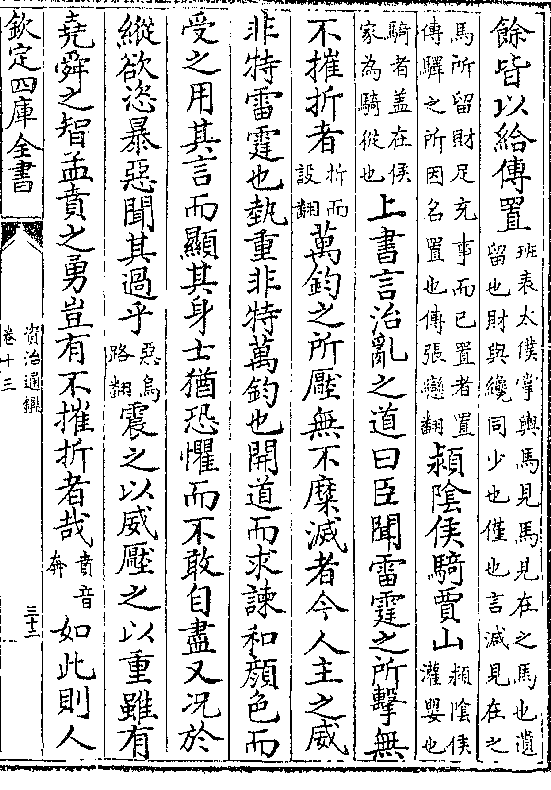 餘皆以給傳置班表太僕掌輿馬見馬見在之馬也遺留也財與纔同少也僅也言減見在之
馬所留財足充事而已置者置傳驛之所因名置也傳張戀翻潁隂侯騎賈山潁隂侯灌嬰也
騎者盖在侯家為騎從也上書言治亂之道曰臣聞雷霆之所擊無
不摧折者折而設翻萬鈞之所壓無不糜滅者今人主之威
非特雷霆也埶重非特萬鈞也開道而求諫和顏色而
受之用其言而顯其身士猶恐懼而不敢自盡又况於
縱欲恣暴惡聞其過乎惡烏路翻震之以威壓之以重雖有
堯舜之智孟賁之勇豈有不摧折者哉賁音奔如此則人
欽定四庫全書
資治通鑑
卷十三
三十三